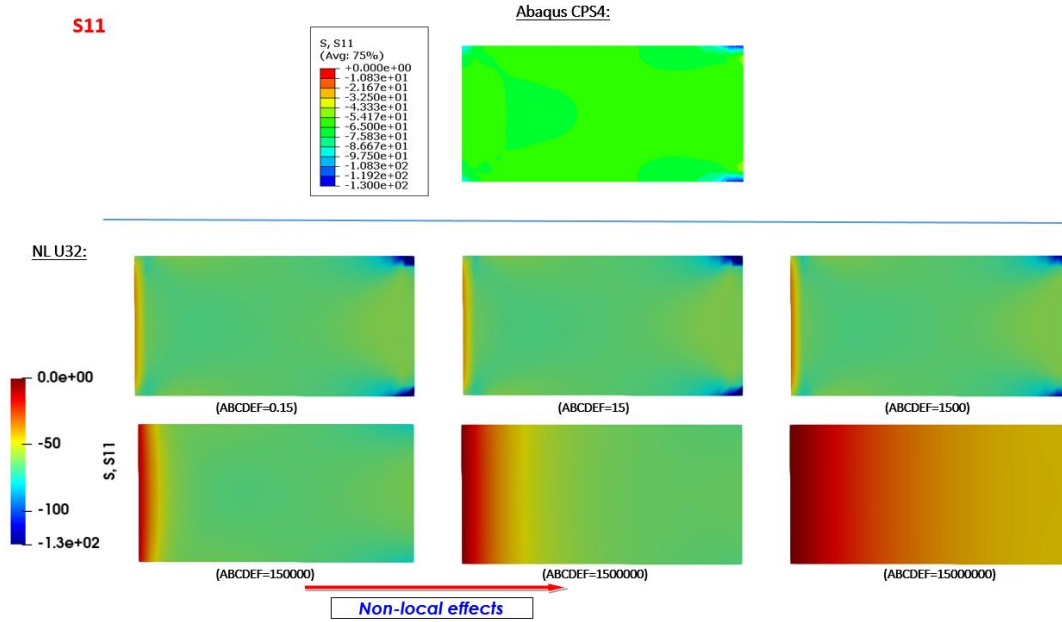 S11
Abaqus CPS4:
S, S11
(Avg: 75%)
+0.000e+00
-1.083e+01
-2.167e+01
-3.250e+01
-4.333e+01
-5.417e+01
-6.500e+01
-7.583e+01
-8.667e+01
-9.750e+01
-1.083e+02
-1.192e+02
-1.300e+02
NL U32:
(ABCDEF=0.15)
(ABCDEF=15)
(ABCDEF=1500)
0.0e+00
-50
-100
-1.3e+02
S, S11
(ABCDEF=150000)
(ABCDEF=1500000)
(ABCDEF=15000000)
Non-local effects